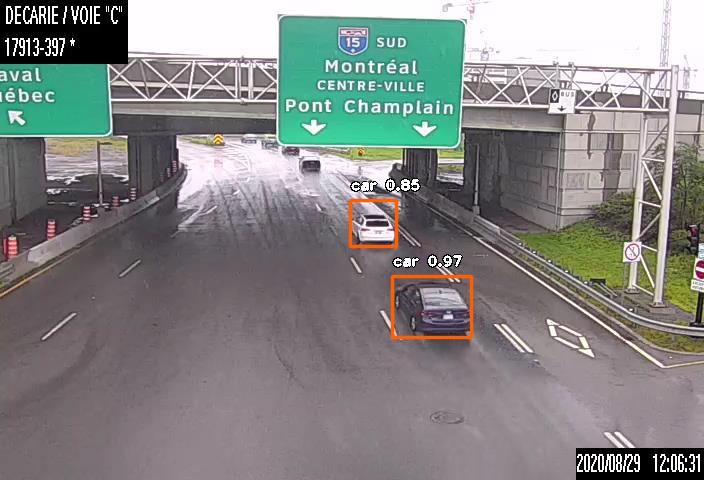 DECARIE / VOIE "C"
17913-397 *
aval
uébec
15 SUD
Montréal
CENTRE-VILLE
Pont Champlain
BUS
car 0.85
car 0.97
2020/08/29 12:06:31